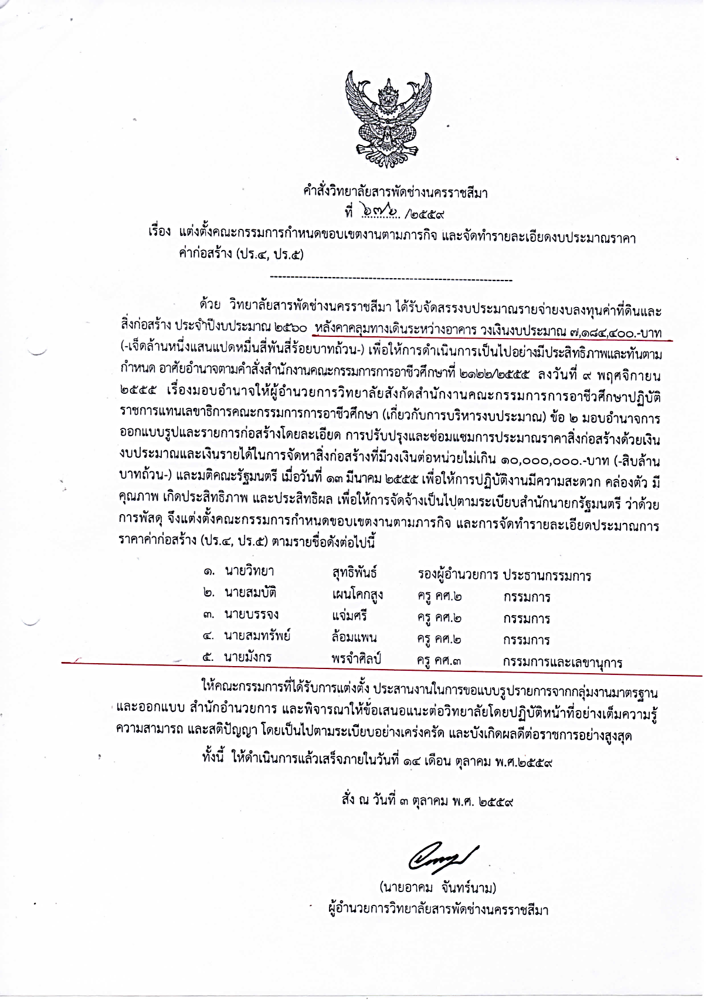 คำสั่งวิทยาลัยสารพัดช่างนครราชสีมา
ที่ ............ /๒๕๕๙
เรื่อง แต่งตั้งคณะกรรมการกำหนดขอบเขตงานตามภารกิจ และจัดทำรายละเอียดงบประมาณราคา
ค่าก่อสร้าง (ปร.๔, ปร.๕)
ด้วย วิทยาลัยสารพัดช่างนครราชสีมา ได้รับจัดสรรงบประมาณรายจ่ายงบลงทุนค่าที่ดินและ
สิ่งก่อสร้าง ประจำปีงบประมาณ ๒๕๖๐ หลังคาคลุมทางเดินระหว่างอาคาร วงเงินงบประมาณ ๗,๑๘๔,๔๐๐.-บาท
(-เจ็ดล้านหนึ่งแสนแปดหมื่นสี่พันสี่ร้อยบาทถ้วน-) เพื่อให้การดำเนินการเป็นไปอย่างมีประสิทธิภาพและทันตาม
กำหนด อาศัยอำนาจตามคำสั่งสำนักงานคณะกรรมการการอาชีวศึกษาที่ ๒๑๒๒/๒๕๕๕ ลงวันที่ ๙ พฤศจิกายน
๒๕๕๕ เรื่องมอบอำนาจให้ผู้อำนวยการวิทยาลัยสังกัดสำนักงานคณะกรรมการการอาชีวศึกษาปฏิบัติ
ราชการแทนเลขาธิการคณะกรรมการการอาชีวศึกษา (เกี่ยวกับการบริหารงบประมาณ) ข้อ ๒ มอบอำนาจการ
ออกแบบรูปและรายการก่อสร้างโดยละเอียด การปรับปรุงและซ่อมแซมการประมาณราคาสิ่งก่อสร้างด้วยเงิน
งบประมาณและเงินรายได้ในการจัดหาสิ่งก่อสร้างที่มีวงเงินต่อหน่วยไม่เกิน ๑๐,๐๐๐,๐๐๐.-บาท (-สิบล้าน
บาทถ้วน-) และมติคณะรัฐมนตรี เมื่อวันที่ ๑๓ มีนาคม ๒๕๕๕ เพื่อให้การปฏิบัติงานมีความสะดวก คล่องตัว มี
คุณภาพ เกิดประสิทธิภาพ และประสิทธิผล เพื่อให้การจัดจ้างเป็นไปตามระเบียบสำนักนายกรัฐมนตรี ว่าด้วย
การพัสดุ จึงแต่งตั้งคณะกรรมการกำหนดขอบเขตงานตามภารกิจ และการจัดทำรายละเอียดประมาณการ
ราคาค่าก่อสร้าง (ปร.๔, ปร.๕) ตามรายชื่อดังต่อไปนี้
๑. นายวิทยา สุทธิพันธ์ รองผู้อำนวยการ ประธานกรรมการ
๒. นายสมบัติ เผนโคกสูง ครู คศ.๒ กรรมการ
๓. นายบรรจง แจ่มศรี ครู คศ.๒ กรรมการ
๔. นายสมทรัพย์ ล้อมแพน ครู คศ.๒ กรรมการ
๕. นายมังกร พรจำศิลป์ ครู คศ.๓ กรรมการและเลขานุการ
ให้คณะกรรมการที่ได้รับการแต่งตั้ง ประสานงานในการขอแบบรูปรายการจากกลุ่มงานมาตรฐาน
และออกแบบ สำนักอำนวยการ และพิจารณาให้ข้อเสนอแนะต่อวิทยาลัยโดยปฏิบัติหน้าที่อย่างเต็มความรู้
ความสามารถ และสติปัญญา โดยเป็นไปตามระเบียบอย่างเคร่งครัด และบังเกิดผลดีต่อราชการอย่างสูงสุด
ทั้งนี้ ให้ดำเนินการแล้วเสร็จภายในวันที่ ๑๔ เดือน ตุลาคม พ.ศ.๒๕๕๙
สั่ง ณ วันที่ ๓ ตุลาคม พ.ศ. ๒๕๕๙
(นายอาคม จันทร์นาม)
ผู้อำนวยการวิทยาลัยสารพัดช่างนครราชสีมา